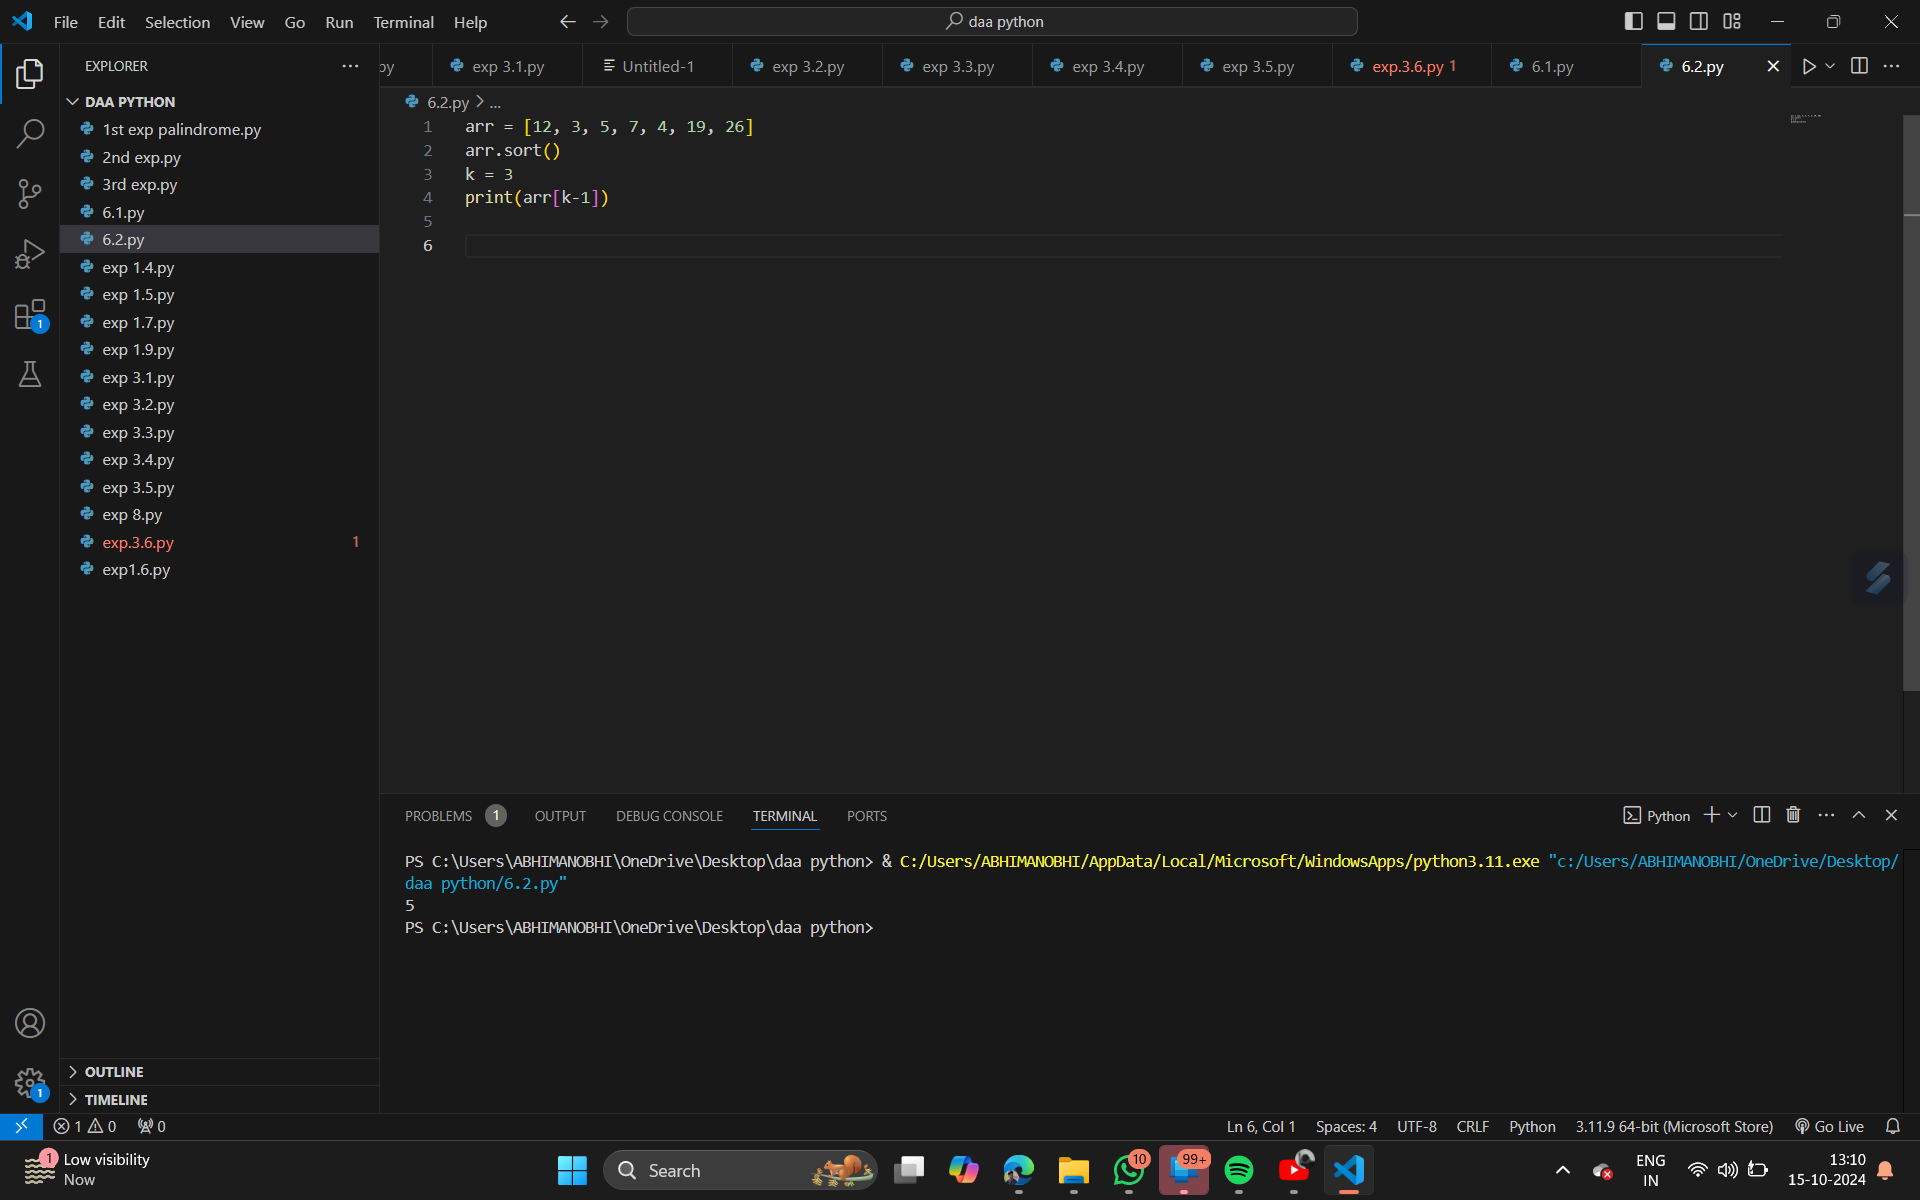 File Edit Selection View Go Run Terminal Help
daa python
EXPLORER
py exp 3.1.py Untitled-1 exp 3.2.py exp 3.3.py exp 3.4.py exp 3.5.py exp.3.6.py 1 6.1.py 6.2.py
DAA PYTHON
1st exp palindrome.py
2nd exp.py
3rd exp.py
6.1.py
6.2.py
exp 1.4.py
exp 1.5.py
exp 1.7.py
exp 1.9.py
exp 3.1.py
exp 3.2.py
exp 3.3.py
exp 3.4.py
exp 3.5.py
exp 8.py
exp.3.6.py 1
exp1.6.py
1
OUTLINE
TIMELINE
1
6.2.py > ...
1 arr = [12, 3, 5, 7, 4, 19, 26]
2 arr.sort()
3 k = 3
4 print(arr[k-1])
5
6
PROBLEMS 1 OUTPUT DEBUG CONSOLE TERMINAL PORTS
Python
PS C:\Users\ABHIMANOBHI\OneDrive\Desktop\daa python> & C:/Users/ABHIMANOBHI/AppData/Local/Microsoft/WindowsApps/python3.11.exe "c:/Users/ABHIMANOBHI/OneDrive/Desktop/
daa python/6.2.py"
5
PS C:\Users\ABHIMANOBHI\OneDrive\Desktop\daa python>
1 0 0 Ln 6, Col 1 Spaces: 4 UTF-8 CRLF Python 3.11.9 64-bit (Microsoft Store) Go Live
1 Low visibility
Now
Search
10
99+
ENG
IN
13:10
15-10-2024